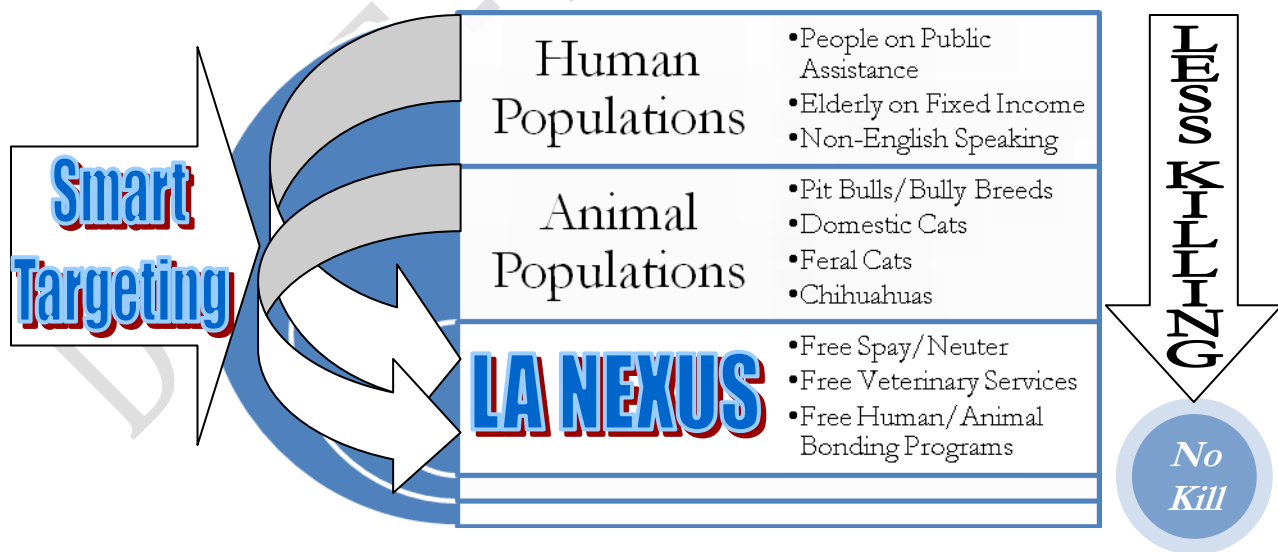 Smart
Targeting
Human
Populations
•People on Public
Assistance
•Elderly on Fixed Income
•Non-English Speaking
Animal
Populations
•Pit Bulls/Bully Breeds
•Domestic Cats
•Feral Cats
•Chihuahuas
LA NEXUS
•Free Spay/Neuter
•Free Veterinary Services
•Free Human/Animal
Bonding Programs
LESS KILLING
No
Kill